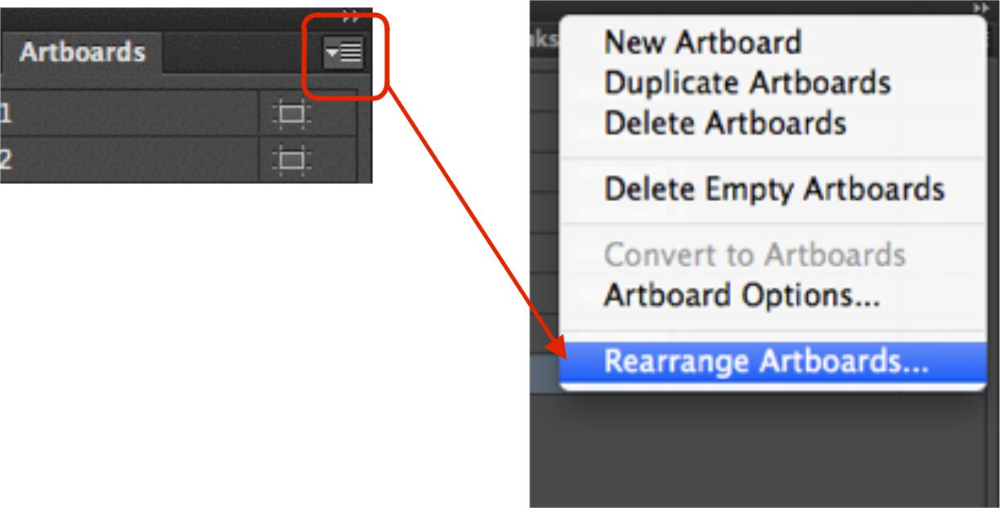 Artboards
1
2
New Artboard
Duplicate Artboards
Delete Artboards
Delete Empty Artboards
Convert to Artboards
Artboard Options...
Rearrange Artboards...